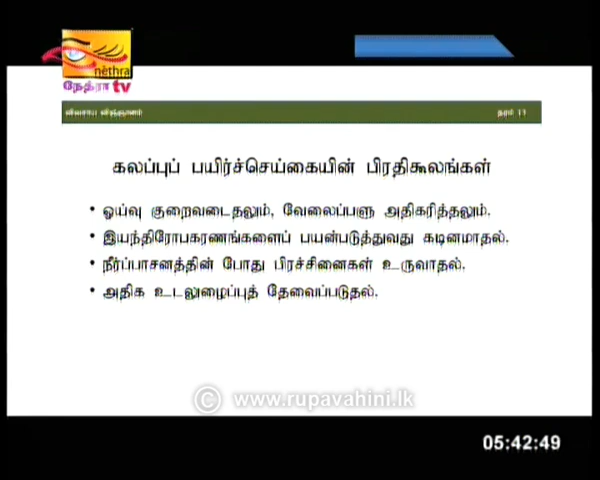 nethra
நேத்ரா tv
விவசாய விஞ்ஞானம்
தரம் 11
கலப்புப் பயிர்ச்செய்கையின் பிரதிகூலங்கள்
• ஓய்வு குறைவடைதலும், வேலைப்பளு அதிகரித்தலும்.
• இயந்திரோபகரணங்களைப் பயன்படுத்துவது கடினமாதல்.
• நீர்ப்பாசனத்தின் போது பிரச்சினைகள் உருவாதல்.
• அதிக உடலுழைப்புத் தேவைப்படுதல்.
© www.rupavahini.lk
05:42:49